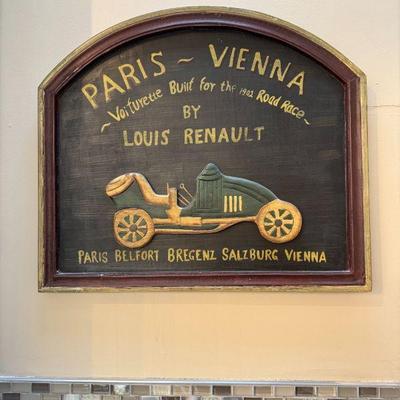 PARIS ~ VIENNA
~ Voiturette Built for the 1902 Road Race ~
BY
LOUIS RENAULT
PARIS BELFORT BREGENZ SALZBURG VIENNA